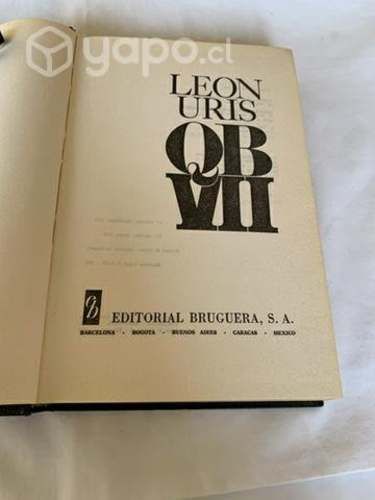 yapo.cl
LEON
URIS
QB
VII
EDITORIAL BRUGUERA, S. A.
BARCELONA - BOGOTA - BUENOS AIRES - CARACAS - MEXICO